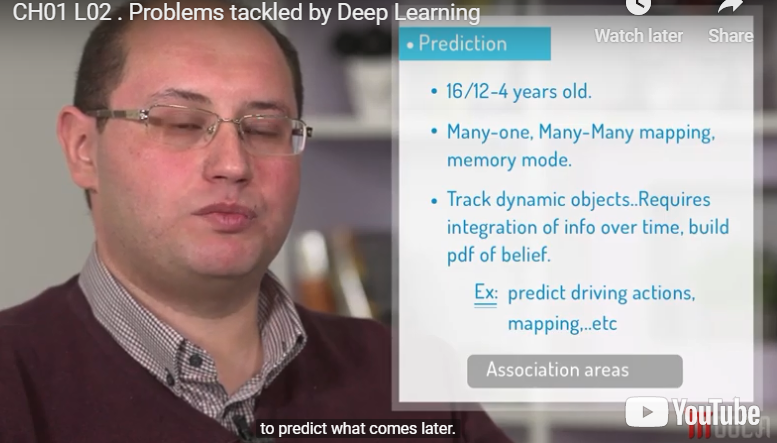 CH01 L02 . Problems tackled by Deep Learning
Watch later
Share
• Prediction
• 16/12-4 years old.
• Many-one, Many-Many mapping,
memory mode.
• Track dynamic objects..Requires
integration of info over time, build
pdf of belief.
Ex: predict driving actions,
mapping,..etc
Association areas
YouTube
to predict what comes later.